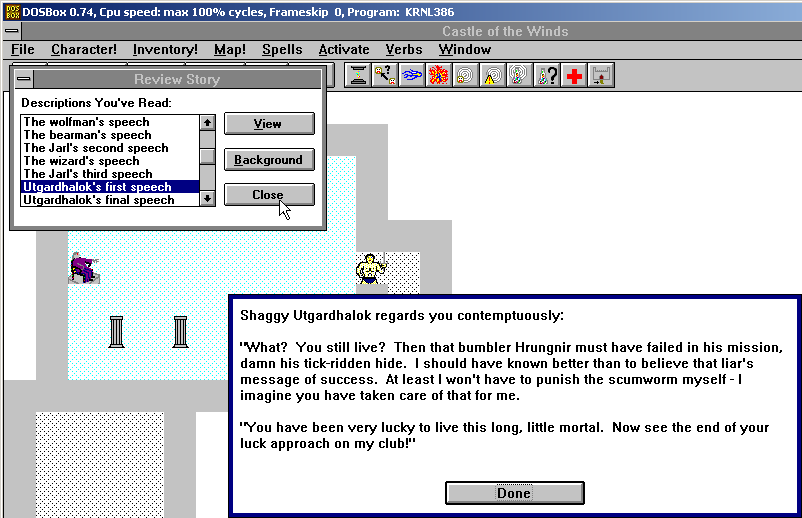 DOSBox 0.74, Cpu speed: max 100% cycles, Frameskip 0, Program: KRNL386
Castle of the Winds
File Character! Inventory! Map! Spells Activate Verbs Window
Review Story
Descriptions You've Read:
The wolfman's speech
The bearman's speech
The Jarl's second speech
The wizard's speech
The Jarl's third speech
Utgardhalok's first speech
Utgardhalok's final speech
View
Background
Close
Shaggy Utgardhalok regards you contemptuously:
"What? You still live? Then that bumbler Hrungnir must have failed in his mission,
damn his tick-ridden hide. I should have known better than to believe that liar's
message of success. At least I won't have to punish the scumworm myself - I
imagine you have taken care of that for me.
"You have been very lucky to live this long, little mortal. Now see the end of your
luck approach on my club!"
Done